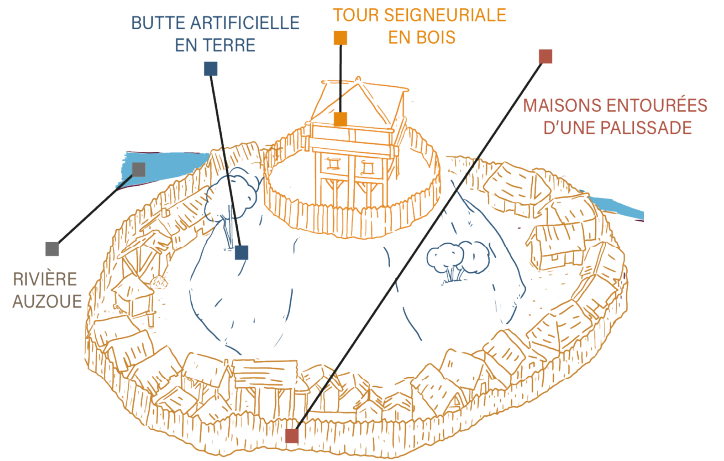 BUTTE ARTIFICIELLE
EN TERRE
TOUR SEIGNEURIALE
EN BOIS
MAISONS ENTOURÉES
D'UNE PALISSADE
RIVIÈRE
AUZOUE